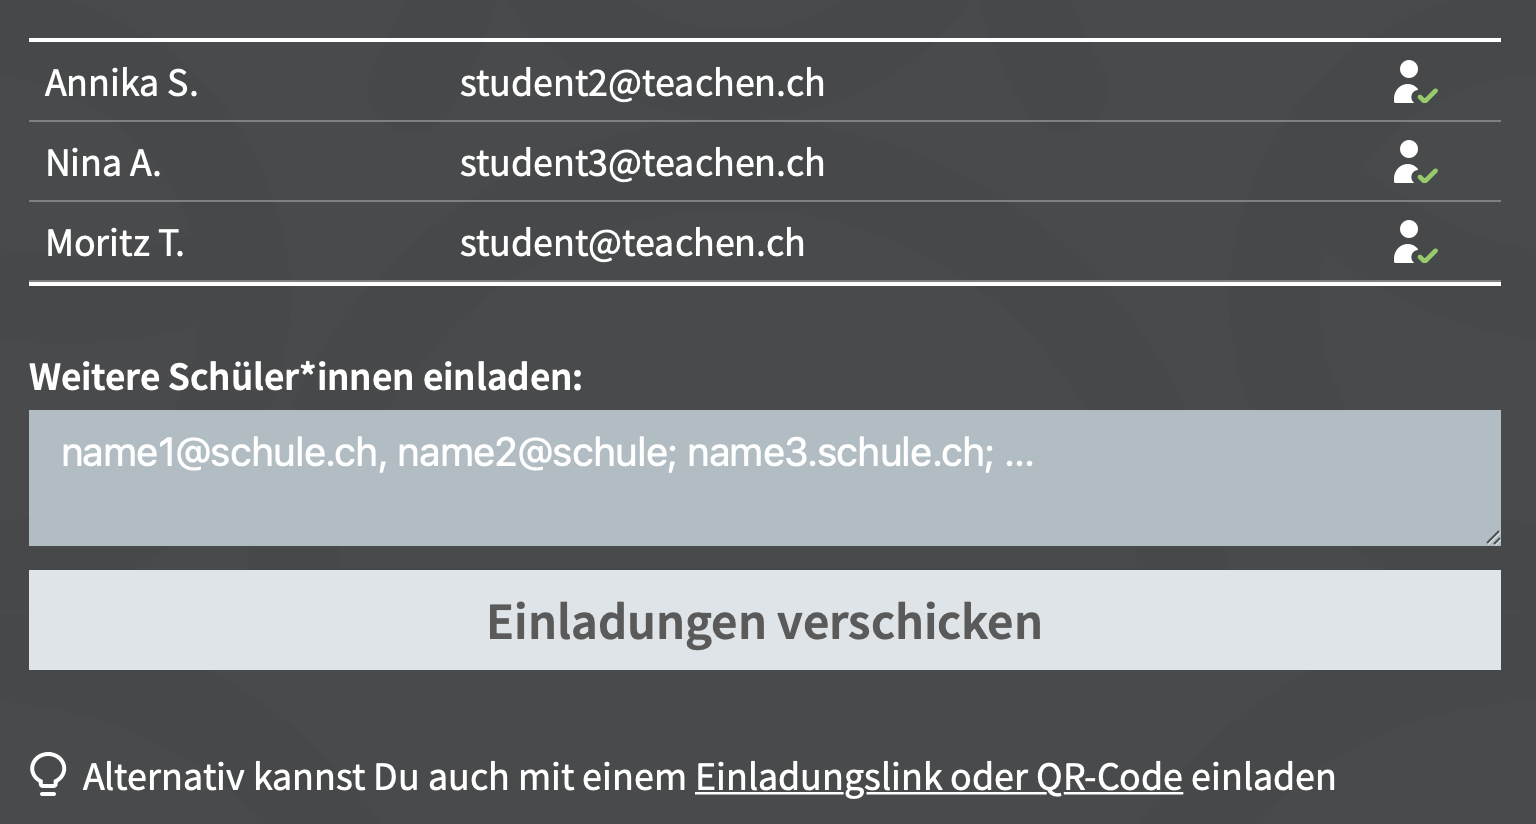 Annika S. student2@teachen.ch
Nina A. student3@teachen.ch
Moritz T. student@teachen.ch
Weitere Schüler*innen einladen:
name1@schule.ch, name2@schule; name3.schule.ch; ...
Einladungen verschicken
Alternativ kannst Du auch mit einem Einladungslink oder QR-Code einladen